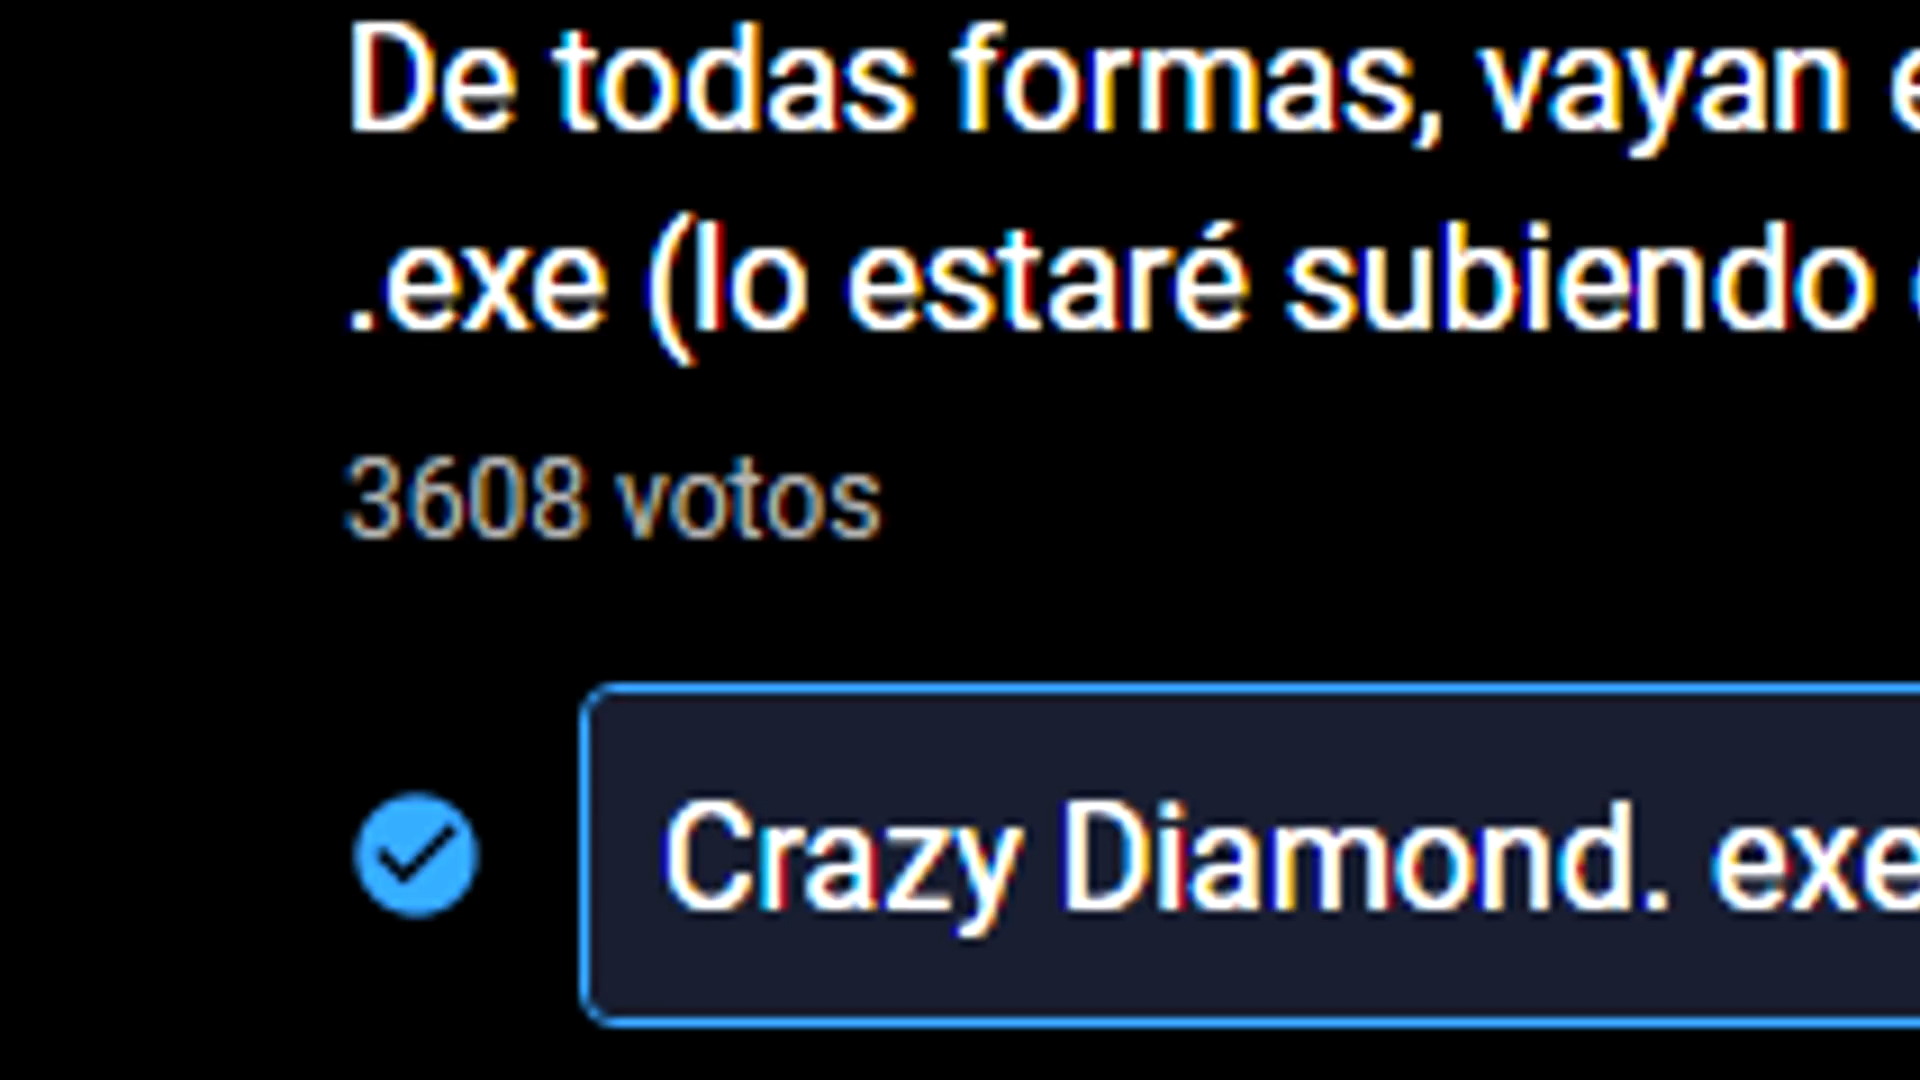 De todas formas, vayan
.exe (lo estaré subiendo
3608 votos
Crazy Diamond. exe